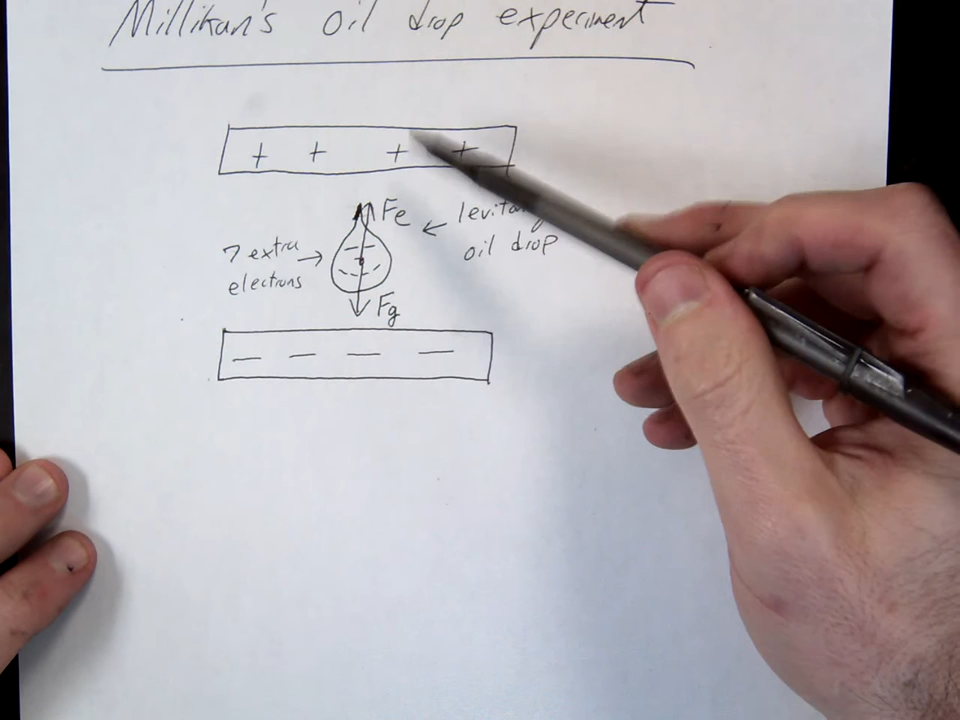 Millikan's oil drop experiment
+ + + +
Fe
7 extra
electrons
oil drop
Fg
− − − −